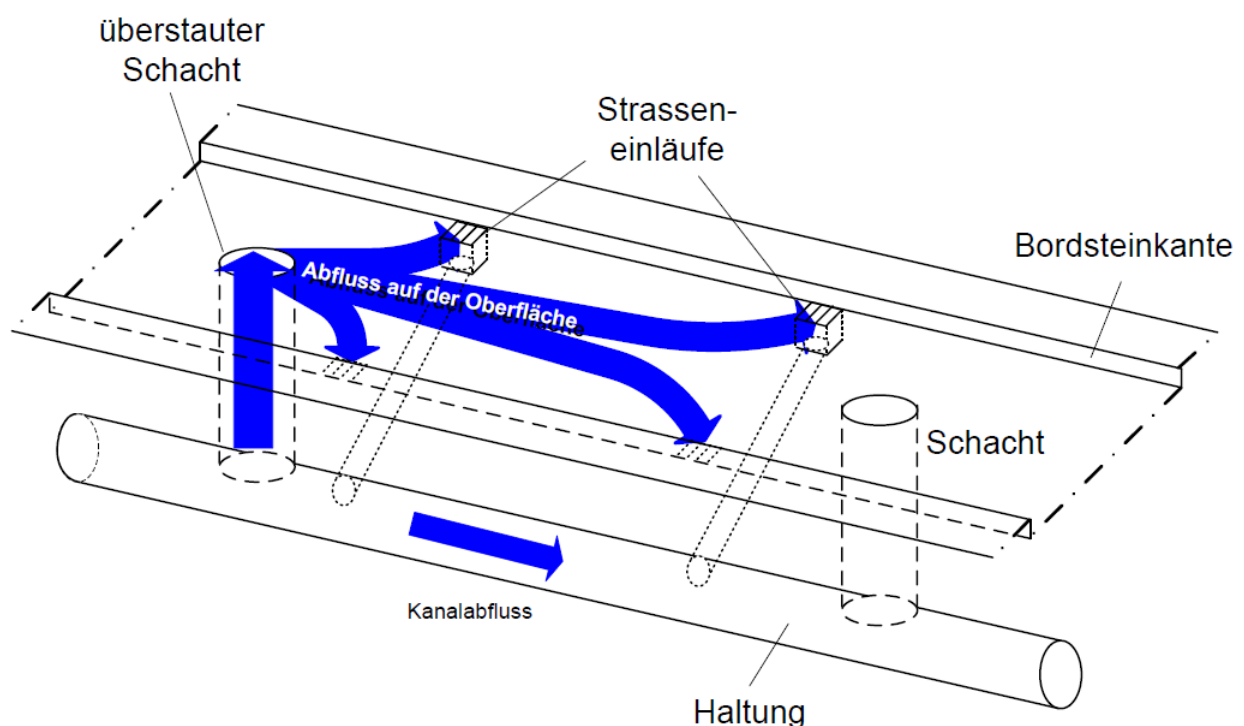 überstauter
Schacht
Strassen-
einläufe
Bordsteinkante
Abfluss auf der Oberfläche
Schacht
Kanalabfluss
Haltung